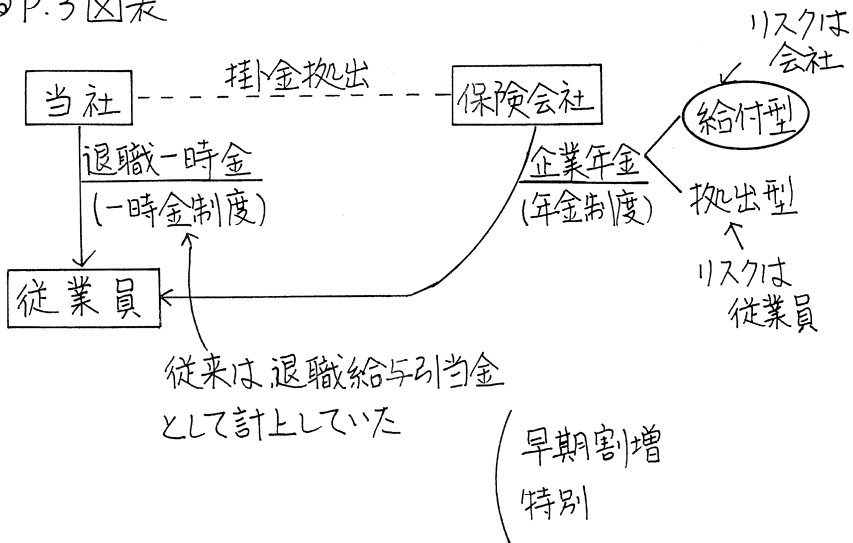 P.3図表
リスクは
会社
当社
掛金拠出
保険会社
給付型
退職一時金
(一時金制度)
企業年金
(年金制度)
拠出型
リスクは
従業員
従業員
従来は退職給与引当金
として計上していた
早期割増
特別